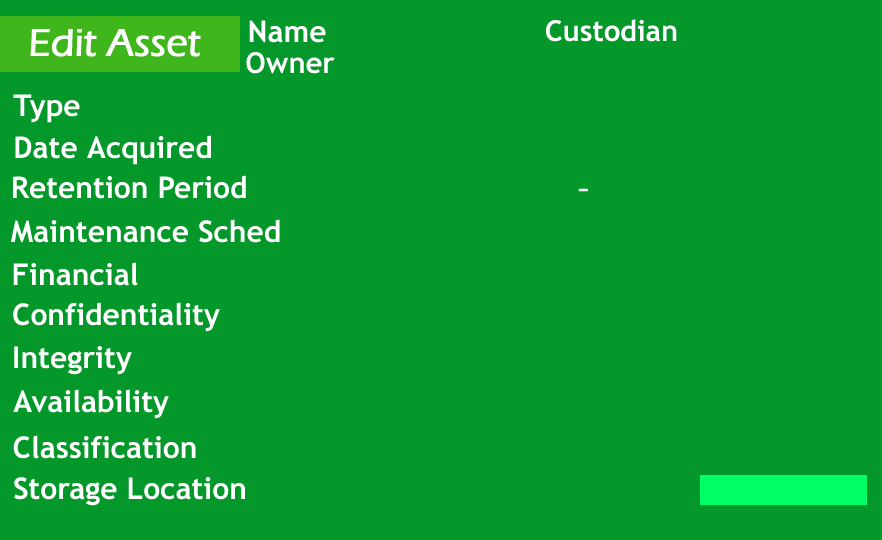 Edit Asset
Name
Custodian
Owner
Type
Date Acquired
Retention Period -
Maintenance Sched
Financial
Confidentiality
Integrity
Availability
Classification
Storage Location